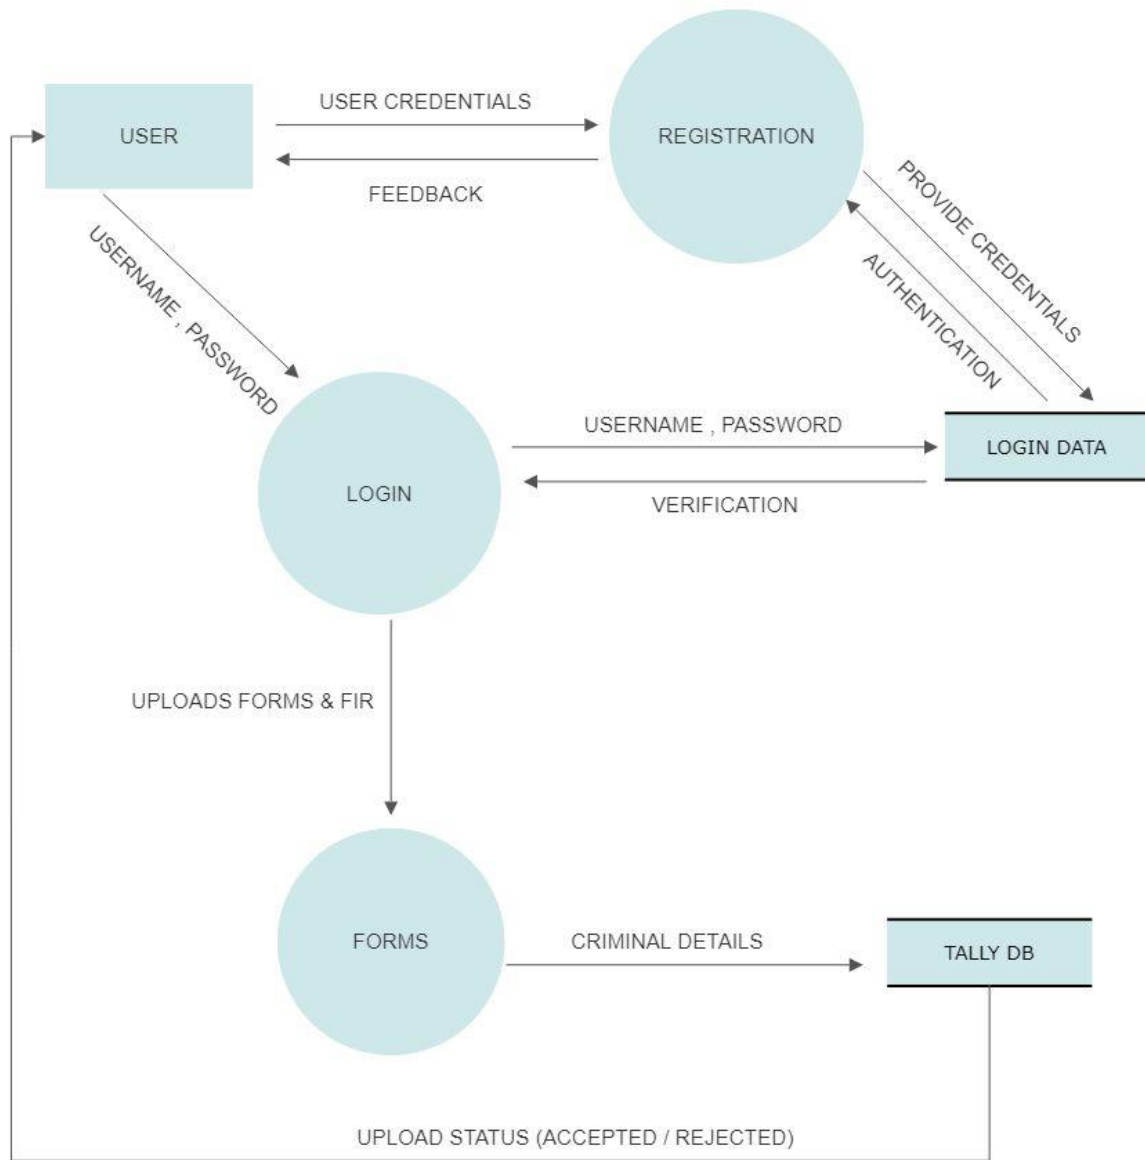 USER CREDENTIALS
USER
REGISTRATION
FEEDBACK
PROVIDE CREDENTIALS
AUTHENTICATION
USERNAME , PASSWORD
USERNAME , PASSWORD
LOGIN DATA
LOGIN
VERIFICATION
UPLOADS FORMS & FIR
FORMS
CRIMINAL DETAILS
TALLY DB
UPLOAD STATUS (ACCEPTED / REJECTED)